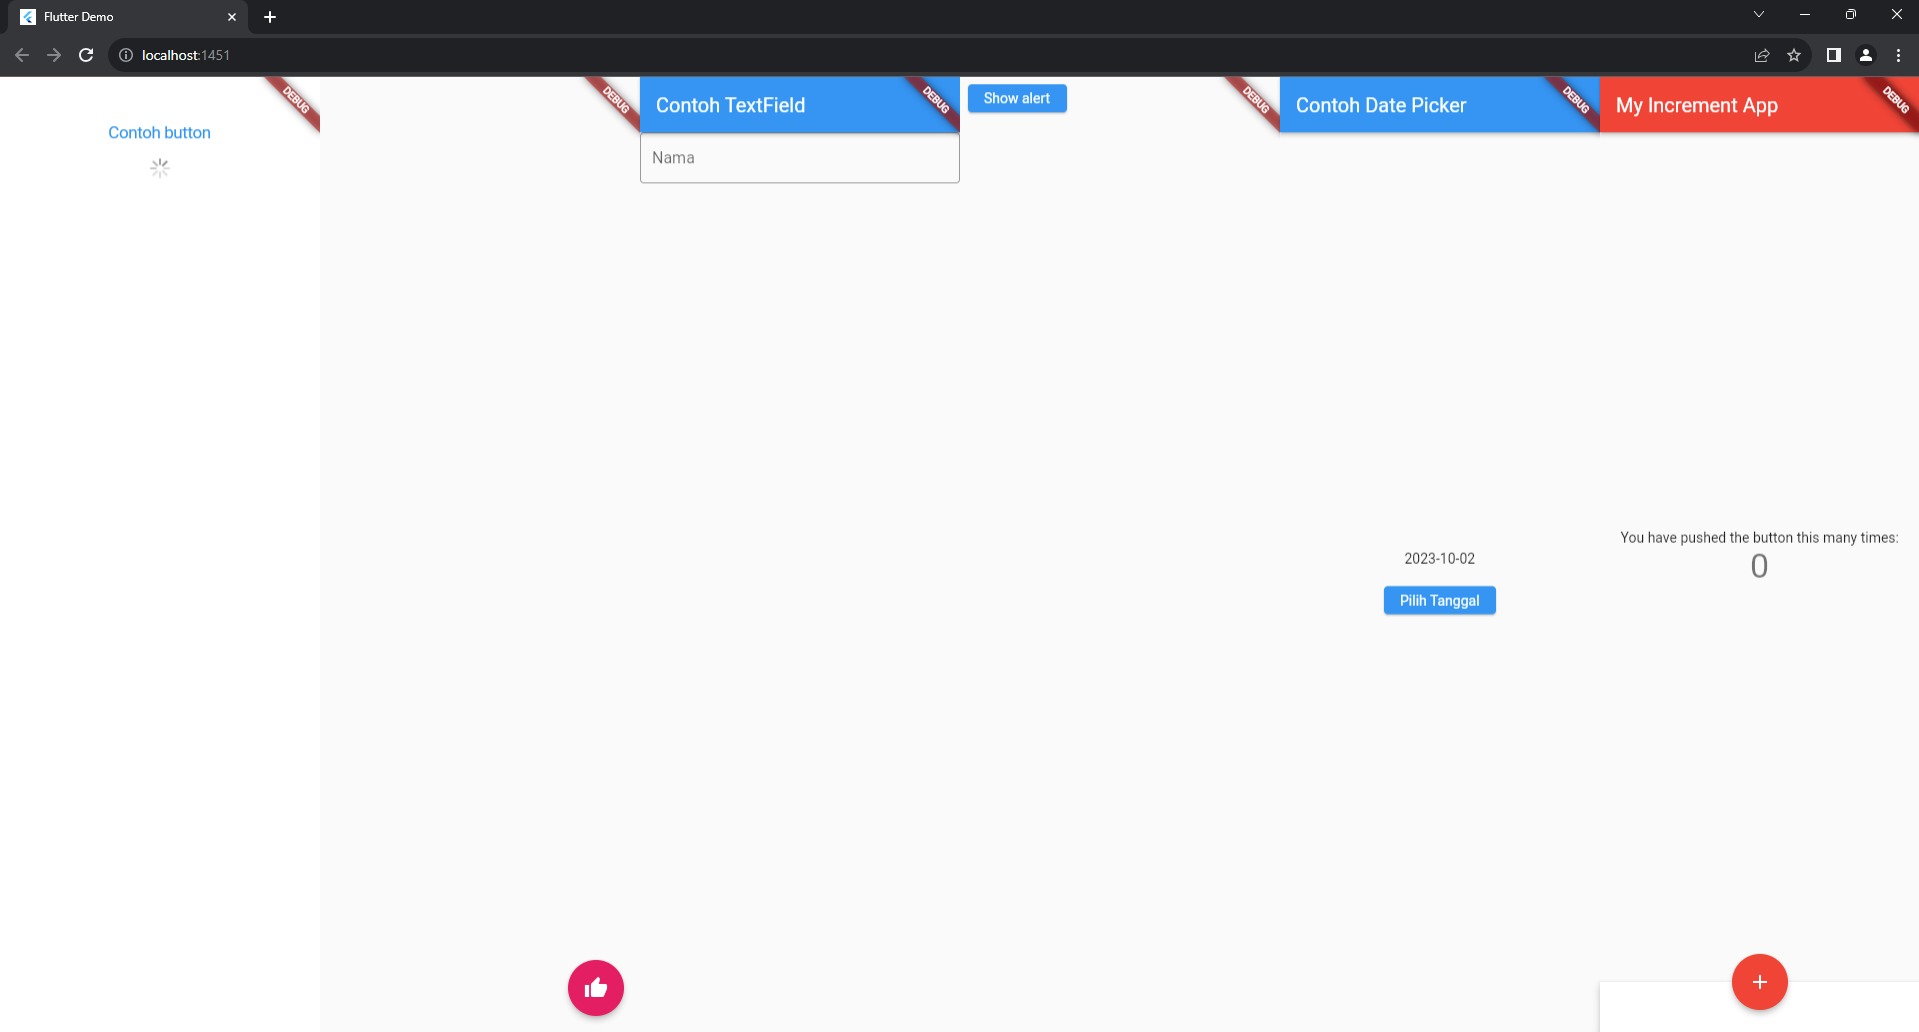 Flutter Demo
localhost:1451
DEBUG
Contoh button
DEBUG
Contoh TextField
DEBUG
Nama
Show alert
DEBUG
Contoh Date Picker
DEBUG
2023-10-02
Pilih Tanggal
My Increment App
DEBUG
You have pushed the button this many times:
0